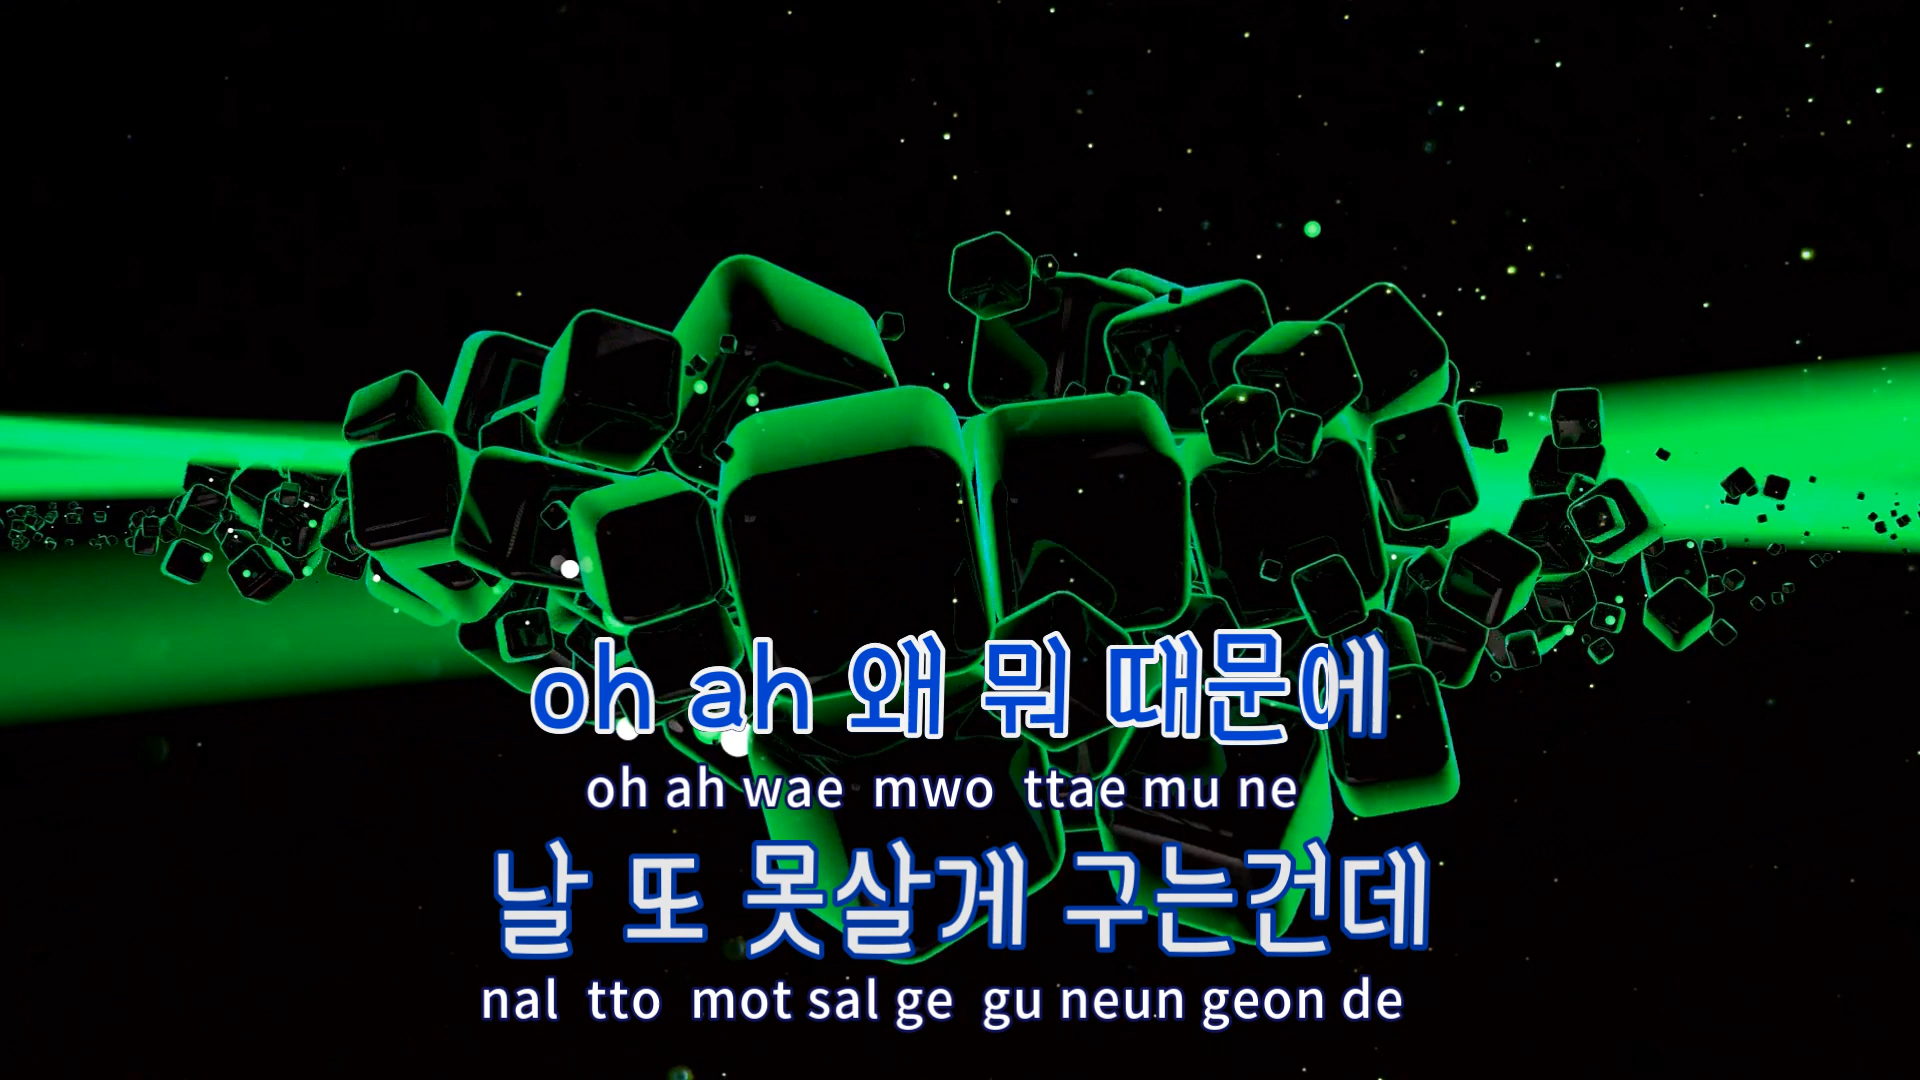 oh ah 왜 뭐 때문에
oh ah wae mwo ttae mu ne
날 또 못살게 구는건데
nal tto mot sal ge gu neun geon de